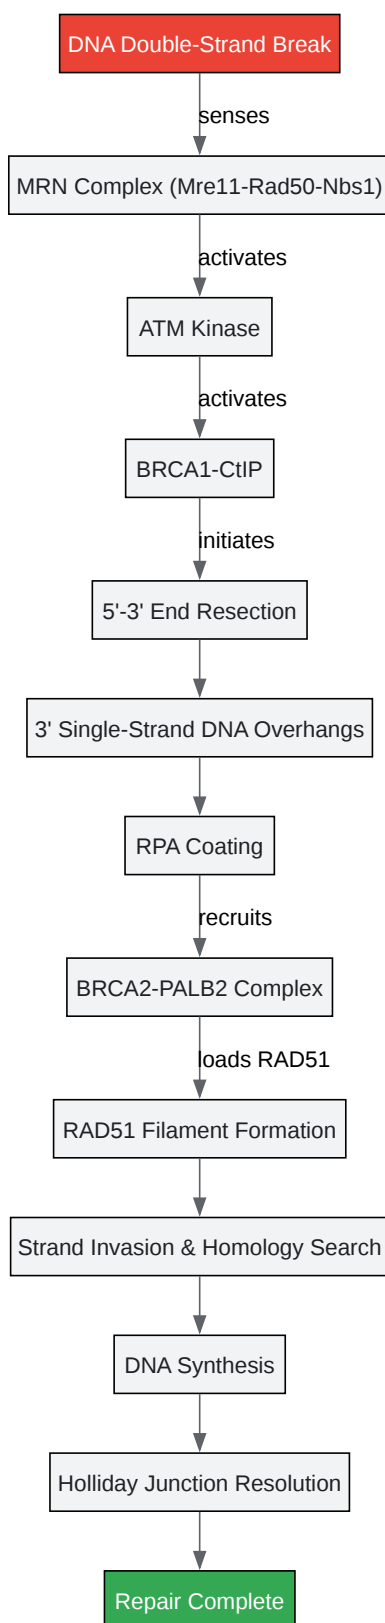 DNA Double-Strand Break
senses
MRN Complex (Mre11-Rad50-Nbs1)
activates
ATM Kinase
activates
BRCA1-CtIP
initiates
5'-3' End Resection
3' Single-Strand DNA Overhangs
RPA Coating
recruits
BRCA2-PALB2 Complex
loads RAD51
RAD51 Filament Formation
Strand Invasion & Homology Search
DNA Synthesis
Holliday Junction Resolution
Repair Complete